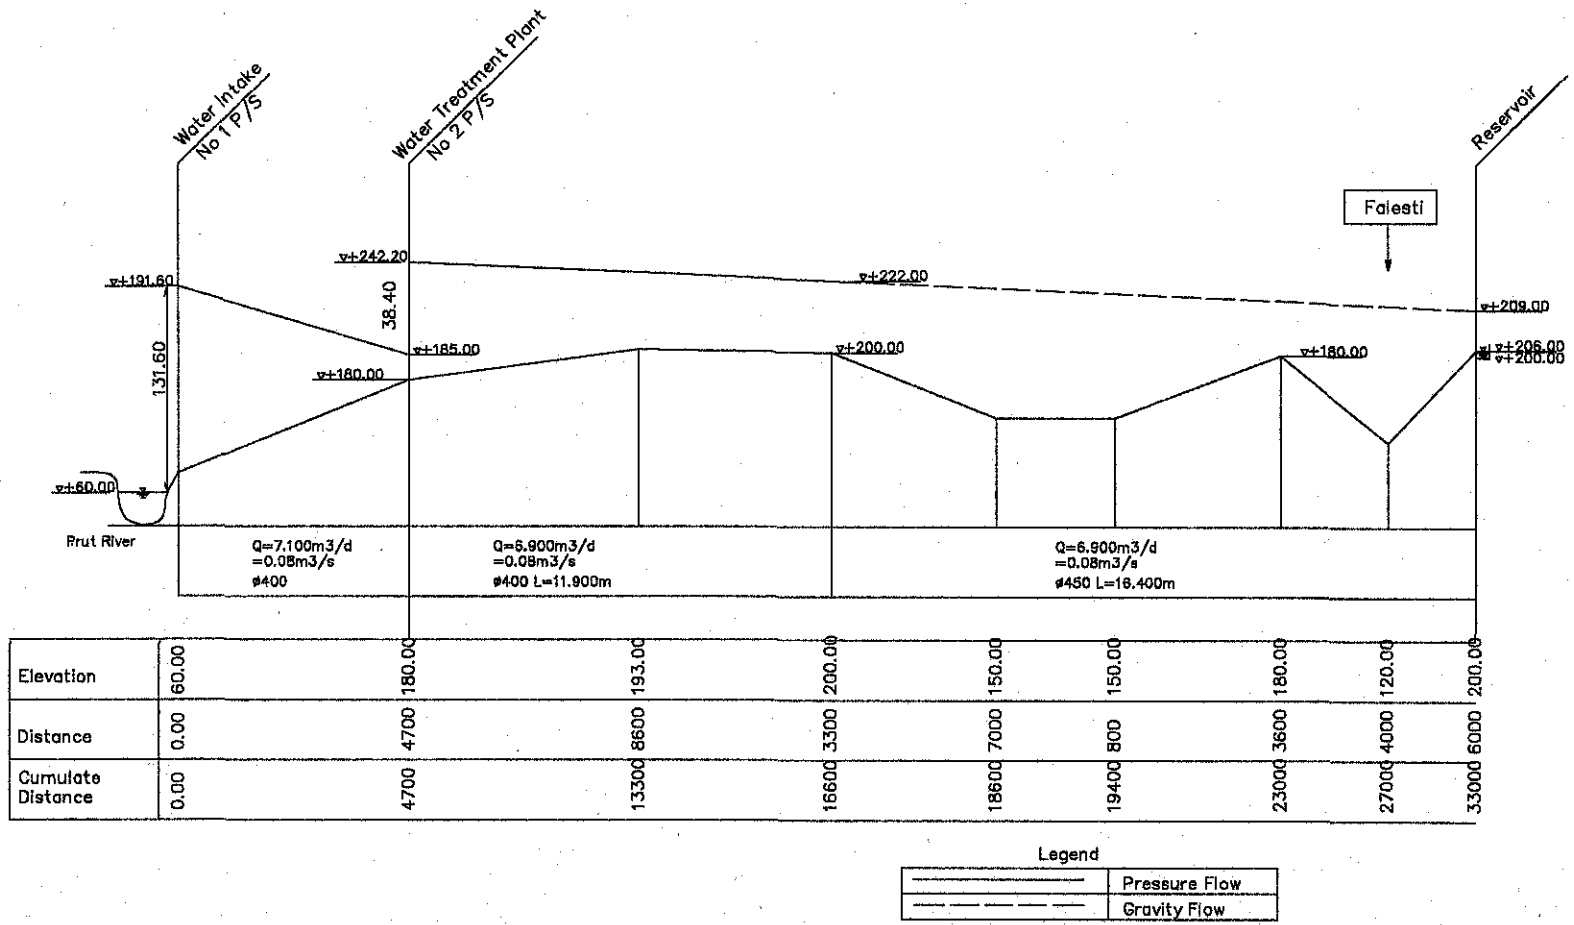 Water Intake
No 1 P/S
Water Treatment Plant
No 2 P/S
Reservoir
Falesti
+242.20
+191.60
38.40
+222.00
+209.00
131.60
+185.00
+180.00
+200.00
+180.00
+206.00
+200.00
+60.00
Prut River
Q=7.100m3/d
=0.08m3/s
ø400
Q=6.900m3/d
=0.08m3/s
ø400 L=11.900m
Q=6.900m3/d
=0.08m3/s
ø450 L=16.400m
Elevation 60.00 180.00 193.00 200.00 150.00 150.00 180.00 120.00 200.00
Distance 0.00 4700 8600 3300 7000 800 3600 4000 6000
Cumulate
Distance 0.00 4700 13300 16600 18600 19400 23000 27000 33000
Legend
Pressure Flow
Gravity Flow